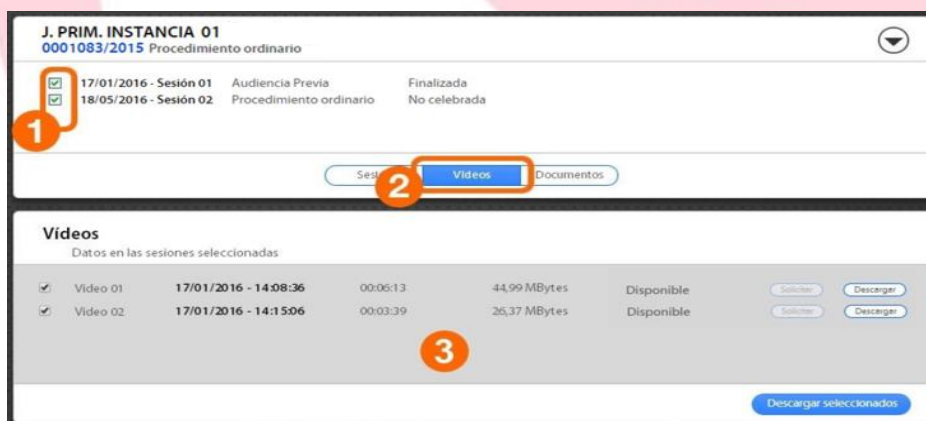 J. PRIM. INSTANCIA 01
0001083/2015 Procedimiento ordinario
17/01/2016 - Sesión 01 Audiencia Previa Finalizada
18/05/2016 - Sesión 02 Procedimiento ordinario No celebrada
1
2 Vídeos Documentos
Vídeos
Datos en las sesiones seleccionadas
Video 01 17/01/2016 - 14:08:36 00:06:13 44,99 MBytes Disponible Solicitar Descargar
Video 02 17/01/2016 - 14:15:06 00:03:39 26,37 MBytes Disponible Solicitar Descargar
3
Descargar seleccionados